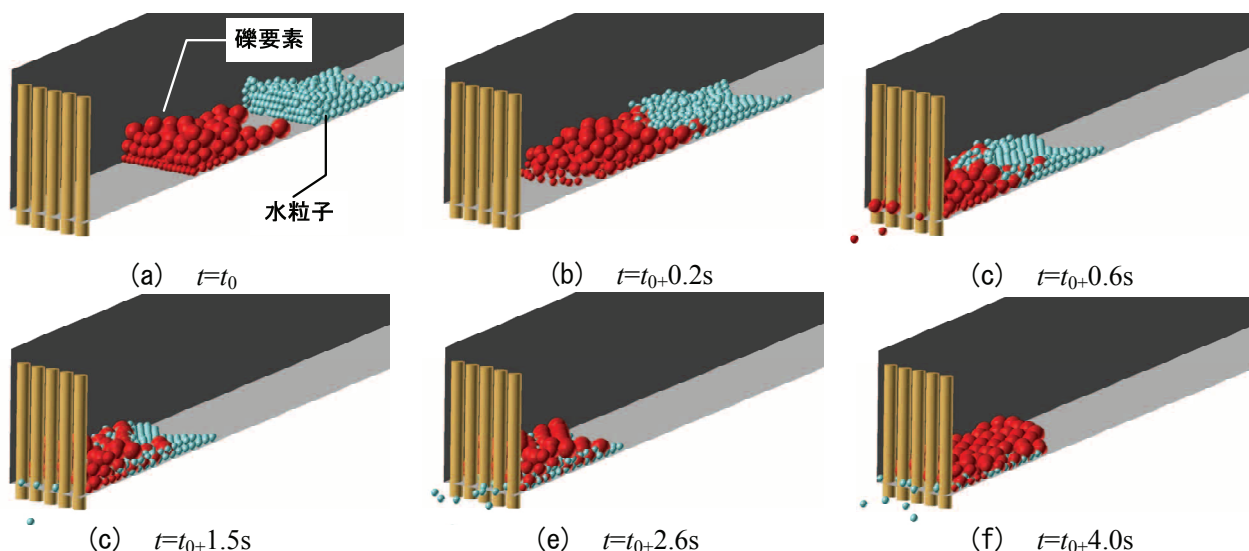 礫要素
水粒子
(a) t=t0
(b) t=t0+0.2s
(c) t=t0+0.6s
(c) t=t0+1.5s
(e) t=t0+2.6s
(f) t=t0+4.0s